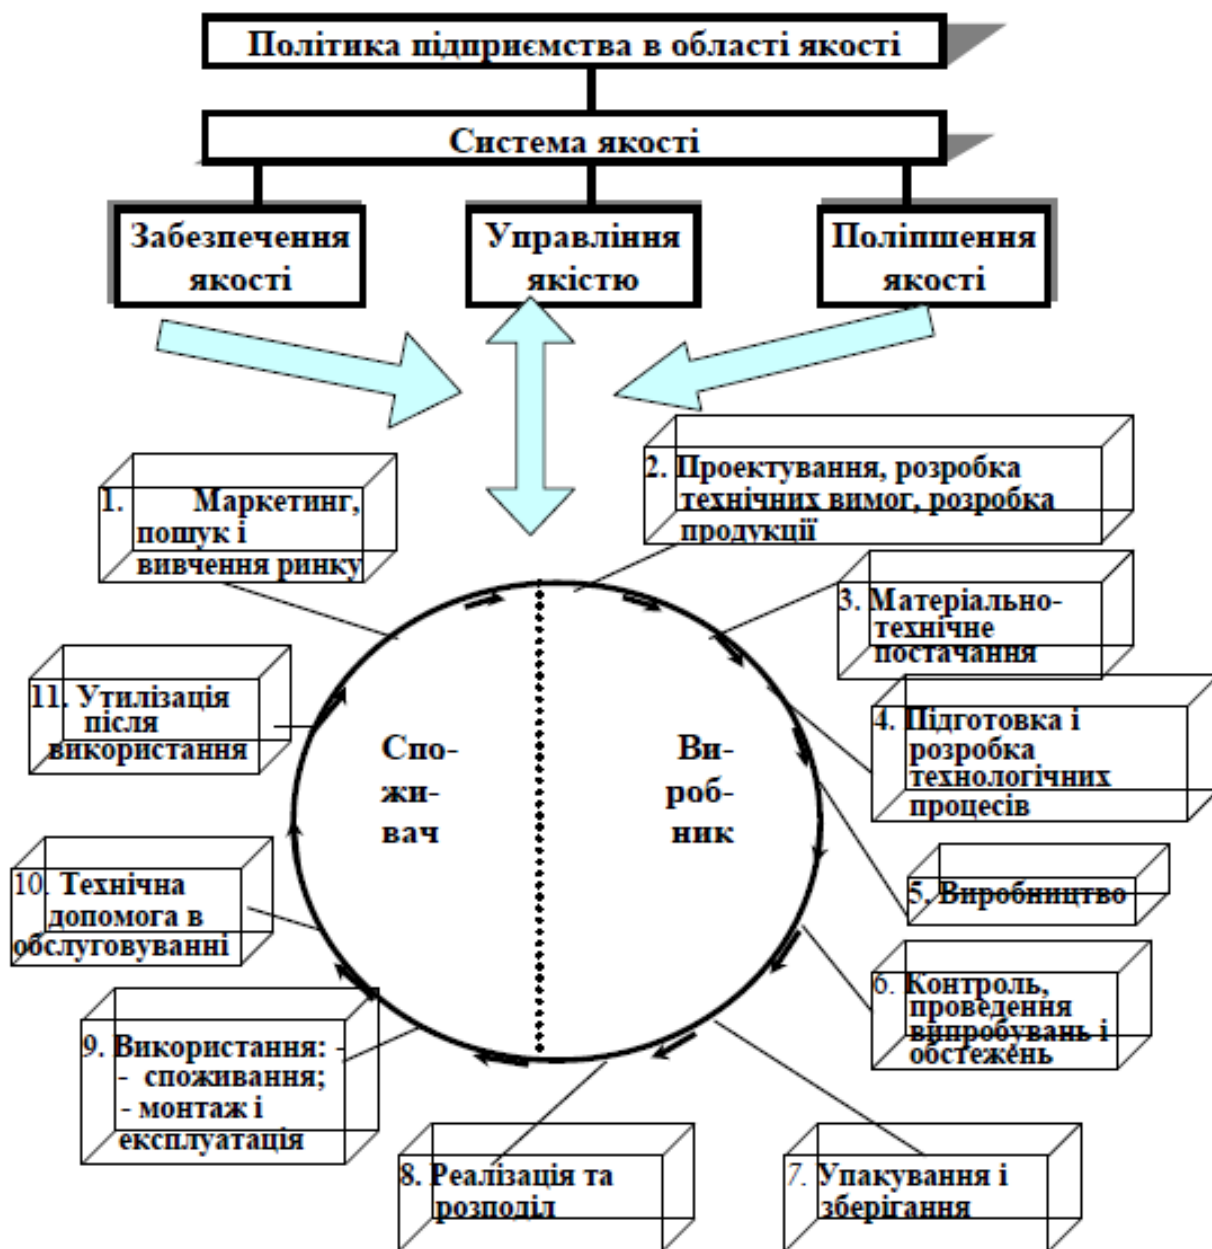 Політика підприємства в області якості
Система якості
Забезпечення
якості
Управління
якістю
Поліпшення
якості
1. Маркетинг,
пошук і
вивчення ринку
2. Проектування, розробка
технічних вимог, розробка
продукції
3. Матеріально-
технічне
постачання
4. Підготовка і
розробка
технологічних
процесів
5. Виробництво
6. Контроль,
проведення
випробувань і
обстежень
7. Упакування і
зберігання
8. Реалізація та
розподіл
9. Використання: -
- споживання;
- монтаж і
експлуатація
10. Технічна
допомога в
обслуговуванні
11. Утилізація
після
використання
Спо-
жи-
вач
Ви-
роб-
ник